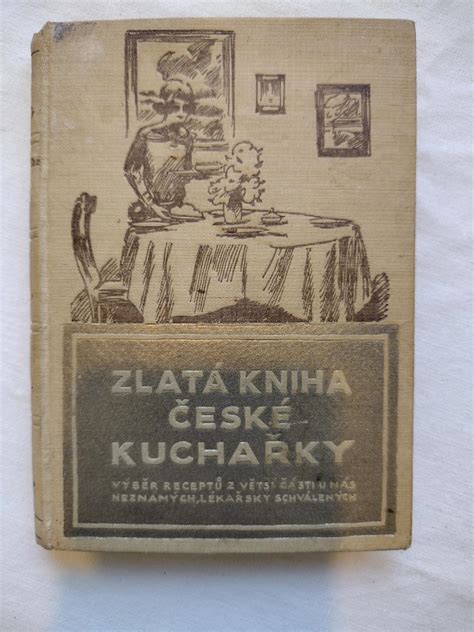 ZLATÁ KNIHA
ČESKÉ
KUCHAŘKY
VÝBĚR RECEPTŮ Z VĚTŠÍ ČÁSTI U NÁS
NEZNÁMÝCH, LÉKAŘSKY SCHVÁLENÝCH